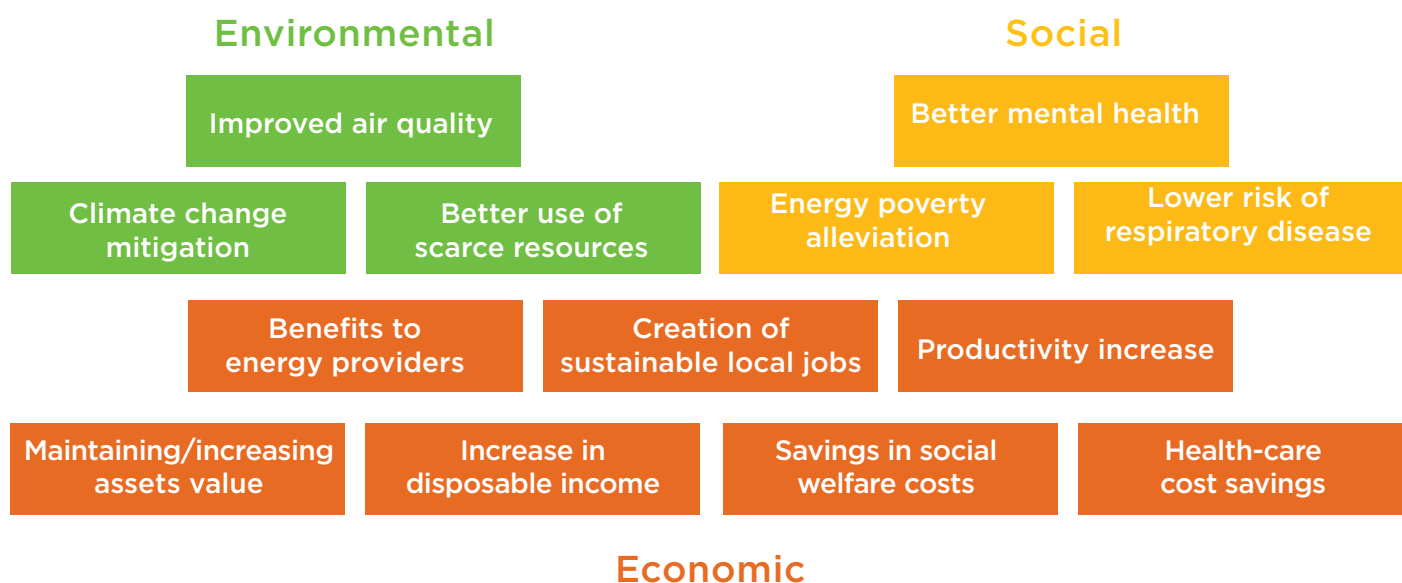 Environmental
Social
Improved air quality
Better mental health
Climate change
mitigation
Better use of
scarce resources
Energy poverty
alleviation
Lower risk of
respiratory disease
Benefits to
energy providers
Creation of
sustainable local jobs
Productivity increase
Maintaining/increasing
assets value
Increase in
disposable income
Savings in social
welfare costs
Health-care
cost savings
Economic